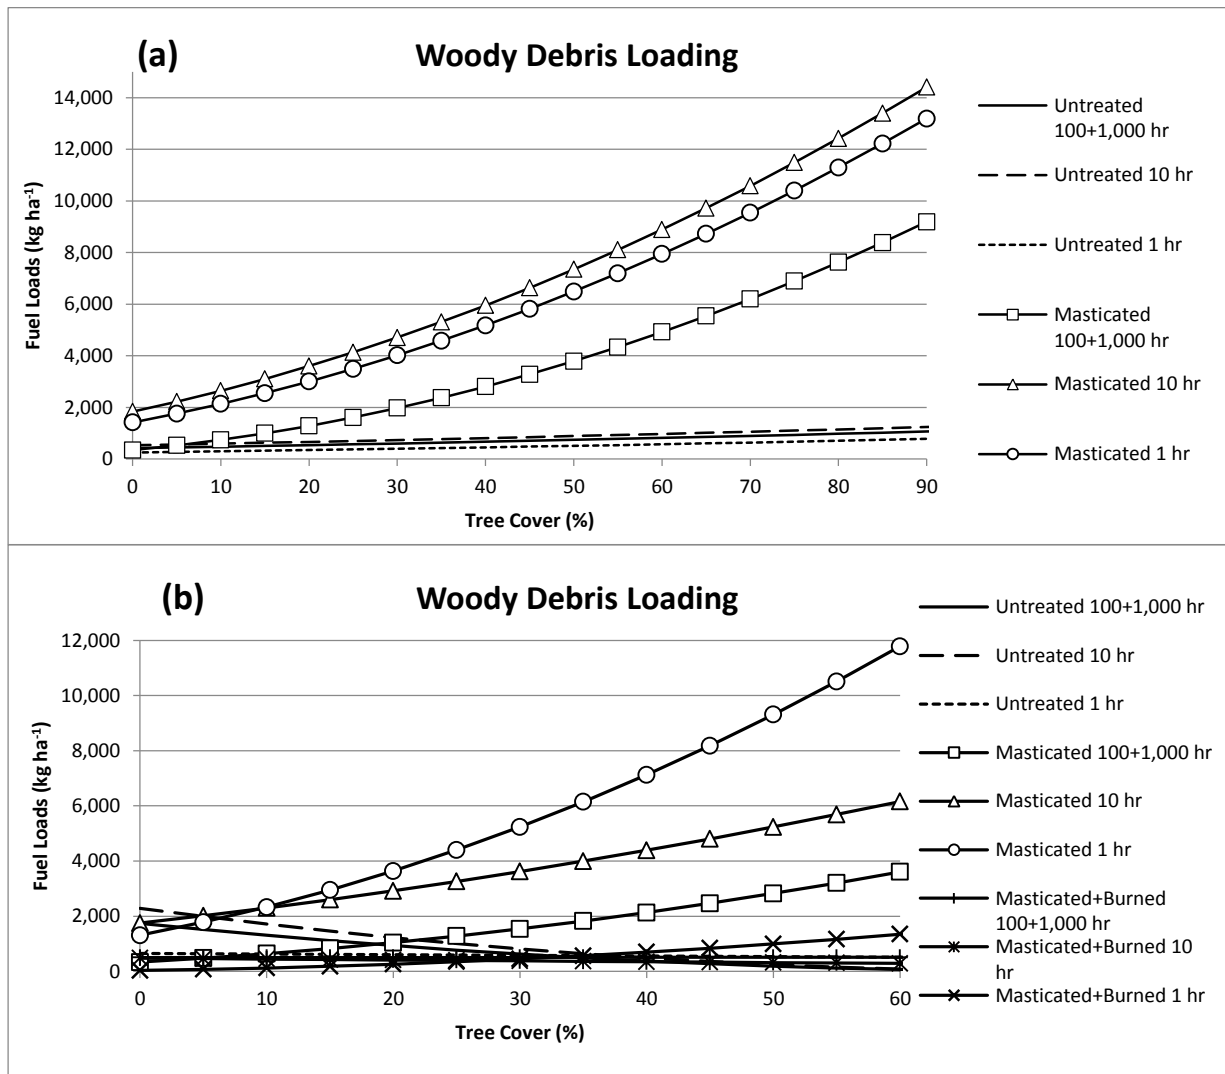 (a)
Woody Debris Loading
14,000
12,000
10,000
8,000
6,000
4,000
2,000
0
Fuel Loads (kg ha⁻¹)
0 10 20 30 40 50 60 70 80 90
Tree Cover (%)
Untreated
100+1,000 hr
Untreated 10 hr
Untreated 1 hr
Masticated
100+1,000 hr
Masticated 10 hr
Masticated 1 hr
(b)
Woody Debris Loading
12,000
10,000
8,000
6,000
4,000
2,000
0
Fuel Loads (kg ha⁻¹)
0 10 20 30 40 50 60
Tree Cover (%)
Untreated 100+1,000 hr
Untreated 10 hr
Untreated 1 hr
Masticated 100+1,000 hr
Masticated 10 hr
Masticated 1 hr
Masticated+Burned
100+1,000 hr
Masticated+Burned 10
hr
Masticated+Burned 1 hr